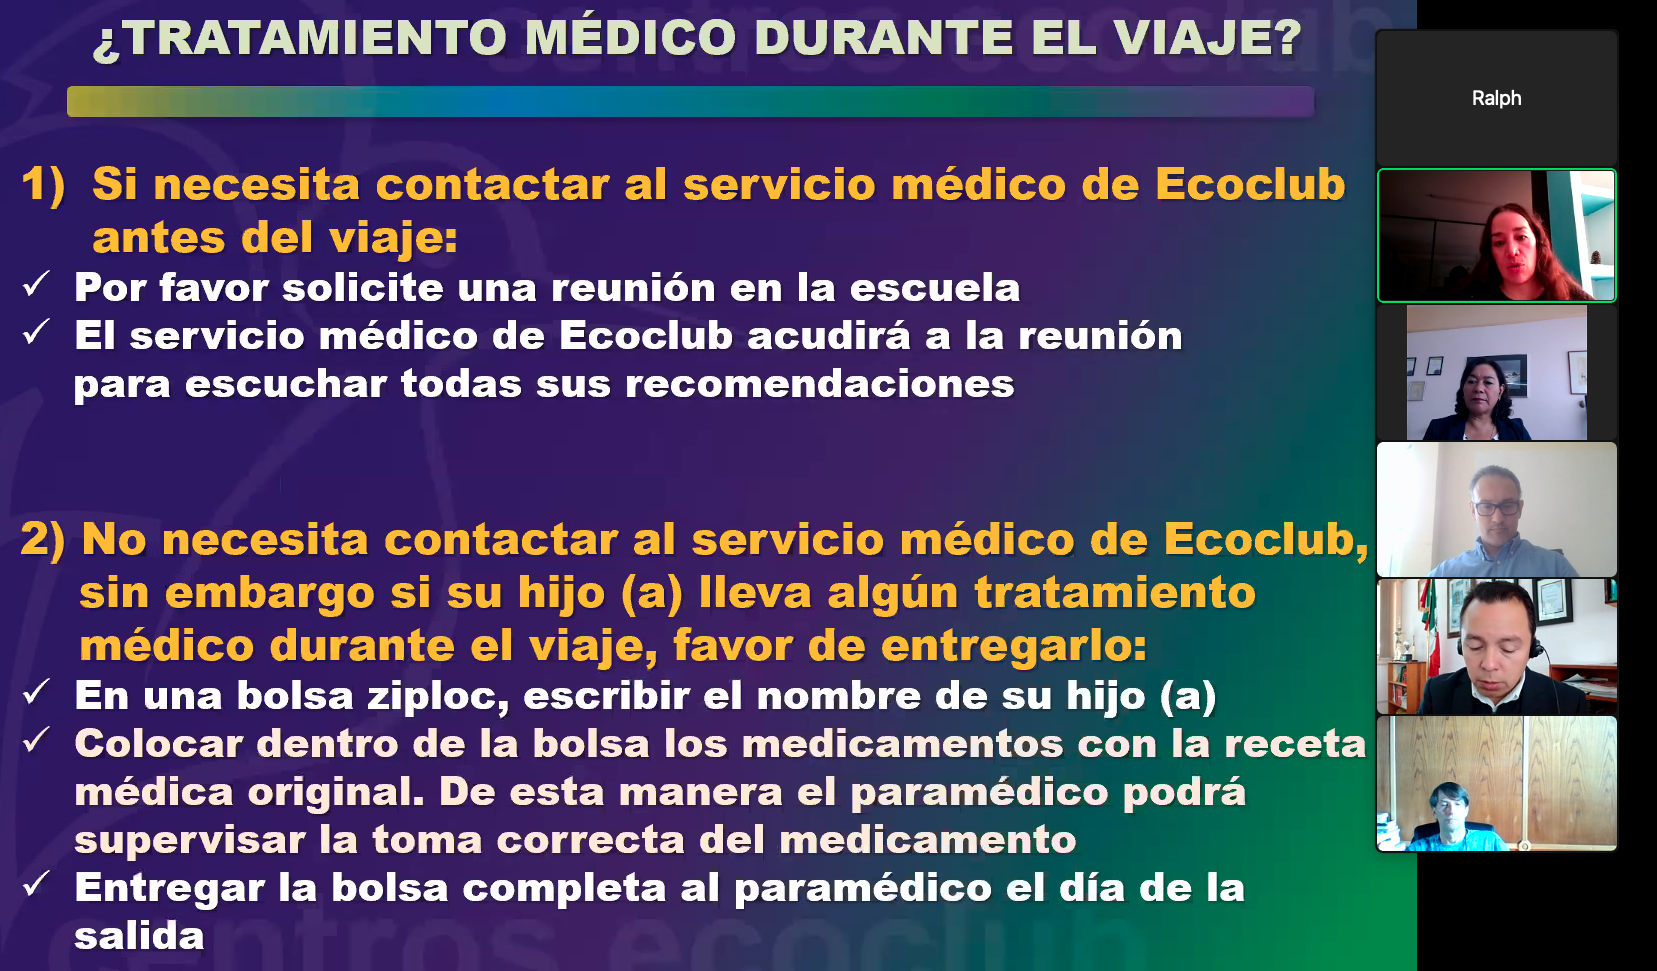 ¿TRATAMIENTO MÉDICO DURANTE EL VIAJE?
1) Si necesita contactar al servicio médico de Ecoclub
antes del viaje:
✓ Por favor solicite una reunión en la escuela
✓ El servicio médico de Ecoclub acudirá a la reunión
para escuchar todas sus recomendaciones
2) No necesita contactar al servicio médico de Ecoclub,
sin embargo si su hijo (a) lleva algún tratamiento
médico durante el viaje, favor de entregarlo:
✓ En una bolsa ziploc, escribir el nombre de su hijo (a)
✓ Colocar dentro de la bolsa los medicamentos con la receta
médica original. De esta manera el paramédico podrá
supervisar la toma correcta del medicamento
✓ Entregar la bolsa completa al paramédico el día de la
salida
centros ecoclub
centros ecoclub
Ralph